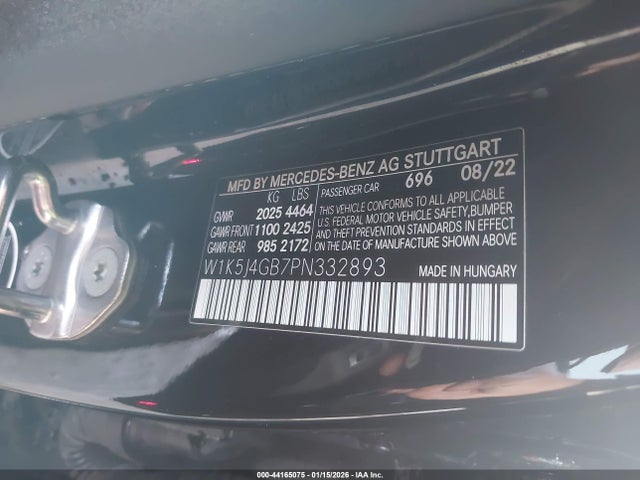 MFD BY MERCEDES-BENZ AG STUTTGART
KG LBS PASSENGER CAR 696 08/22
GVWR 2025 4464
GAWR FRONT 1100 2425
GAWR REAR 985 2172
THIS VEHICLE CONFORMS TO ALL APPLICABLE
U.S. FEDERAL MOTOR VEHICLE SAFETY, BUMPER
AND THEFT PREVENTION STANDARDS IN EFFECT
ON THE DATE OF MANUFACTURE SHOWN ABOVE.
W1K5J4GB7PN332893 MADE IN HUNGARY
000-44165075 - 01/15/2026 - IAA Inc.